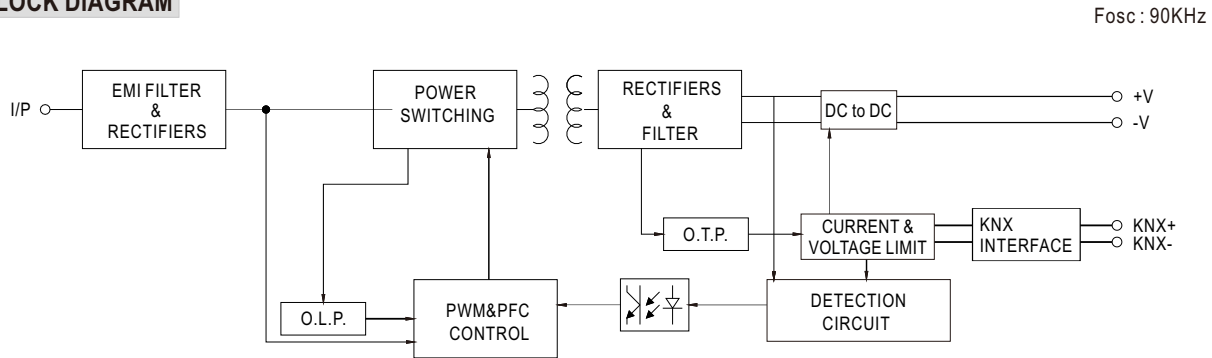 LOCK DIAGRAM
Fosc : 90KHz
I/P
EMI FILTER
&
RECTIFIERS
POWER
SWITCHING
RECTIFIERS
&
FILTER
DC to DC
+V
-V
O.T.P.
CURRENT &
VOLTAGE LIMIT
KNX
INTERFACE
KNX+
KNX-
O.L.P.
PWM&PFC
CONTROL
DETECTION
CIRCUIT